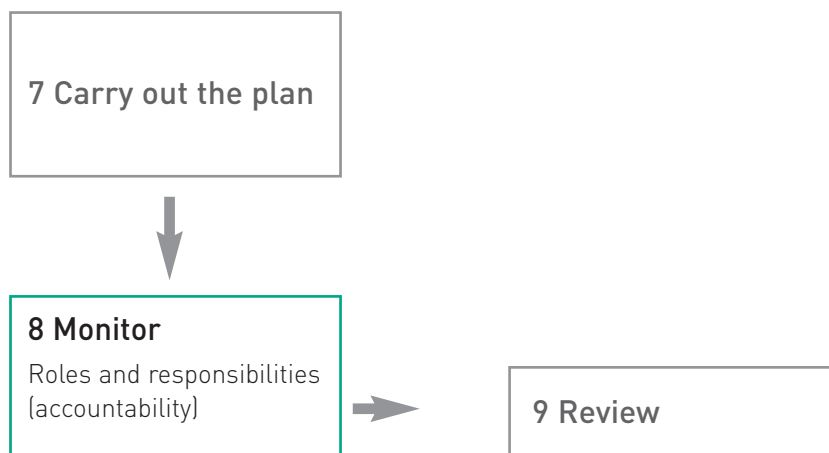 7 Carry out the plan
8 Monitor
Roles and responsibilities
(accountability)
9 Review